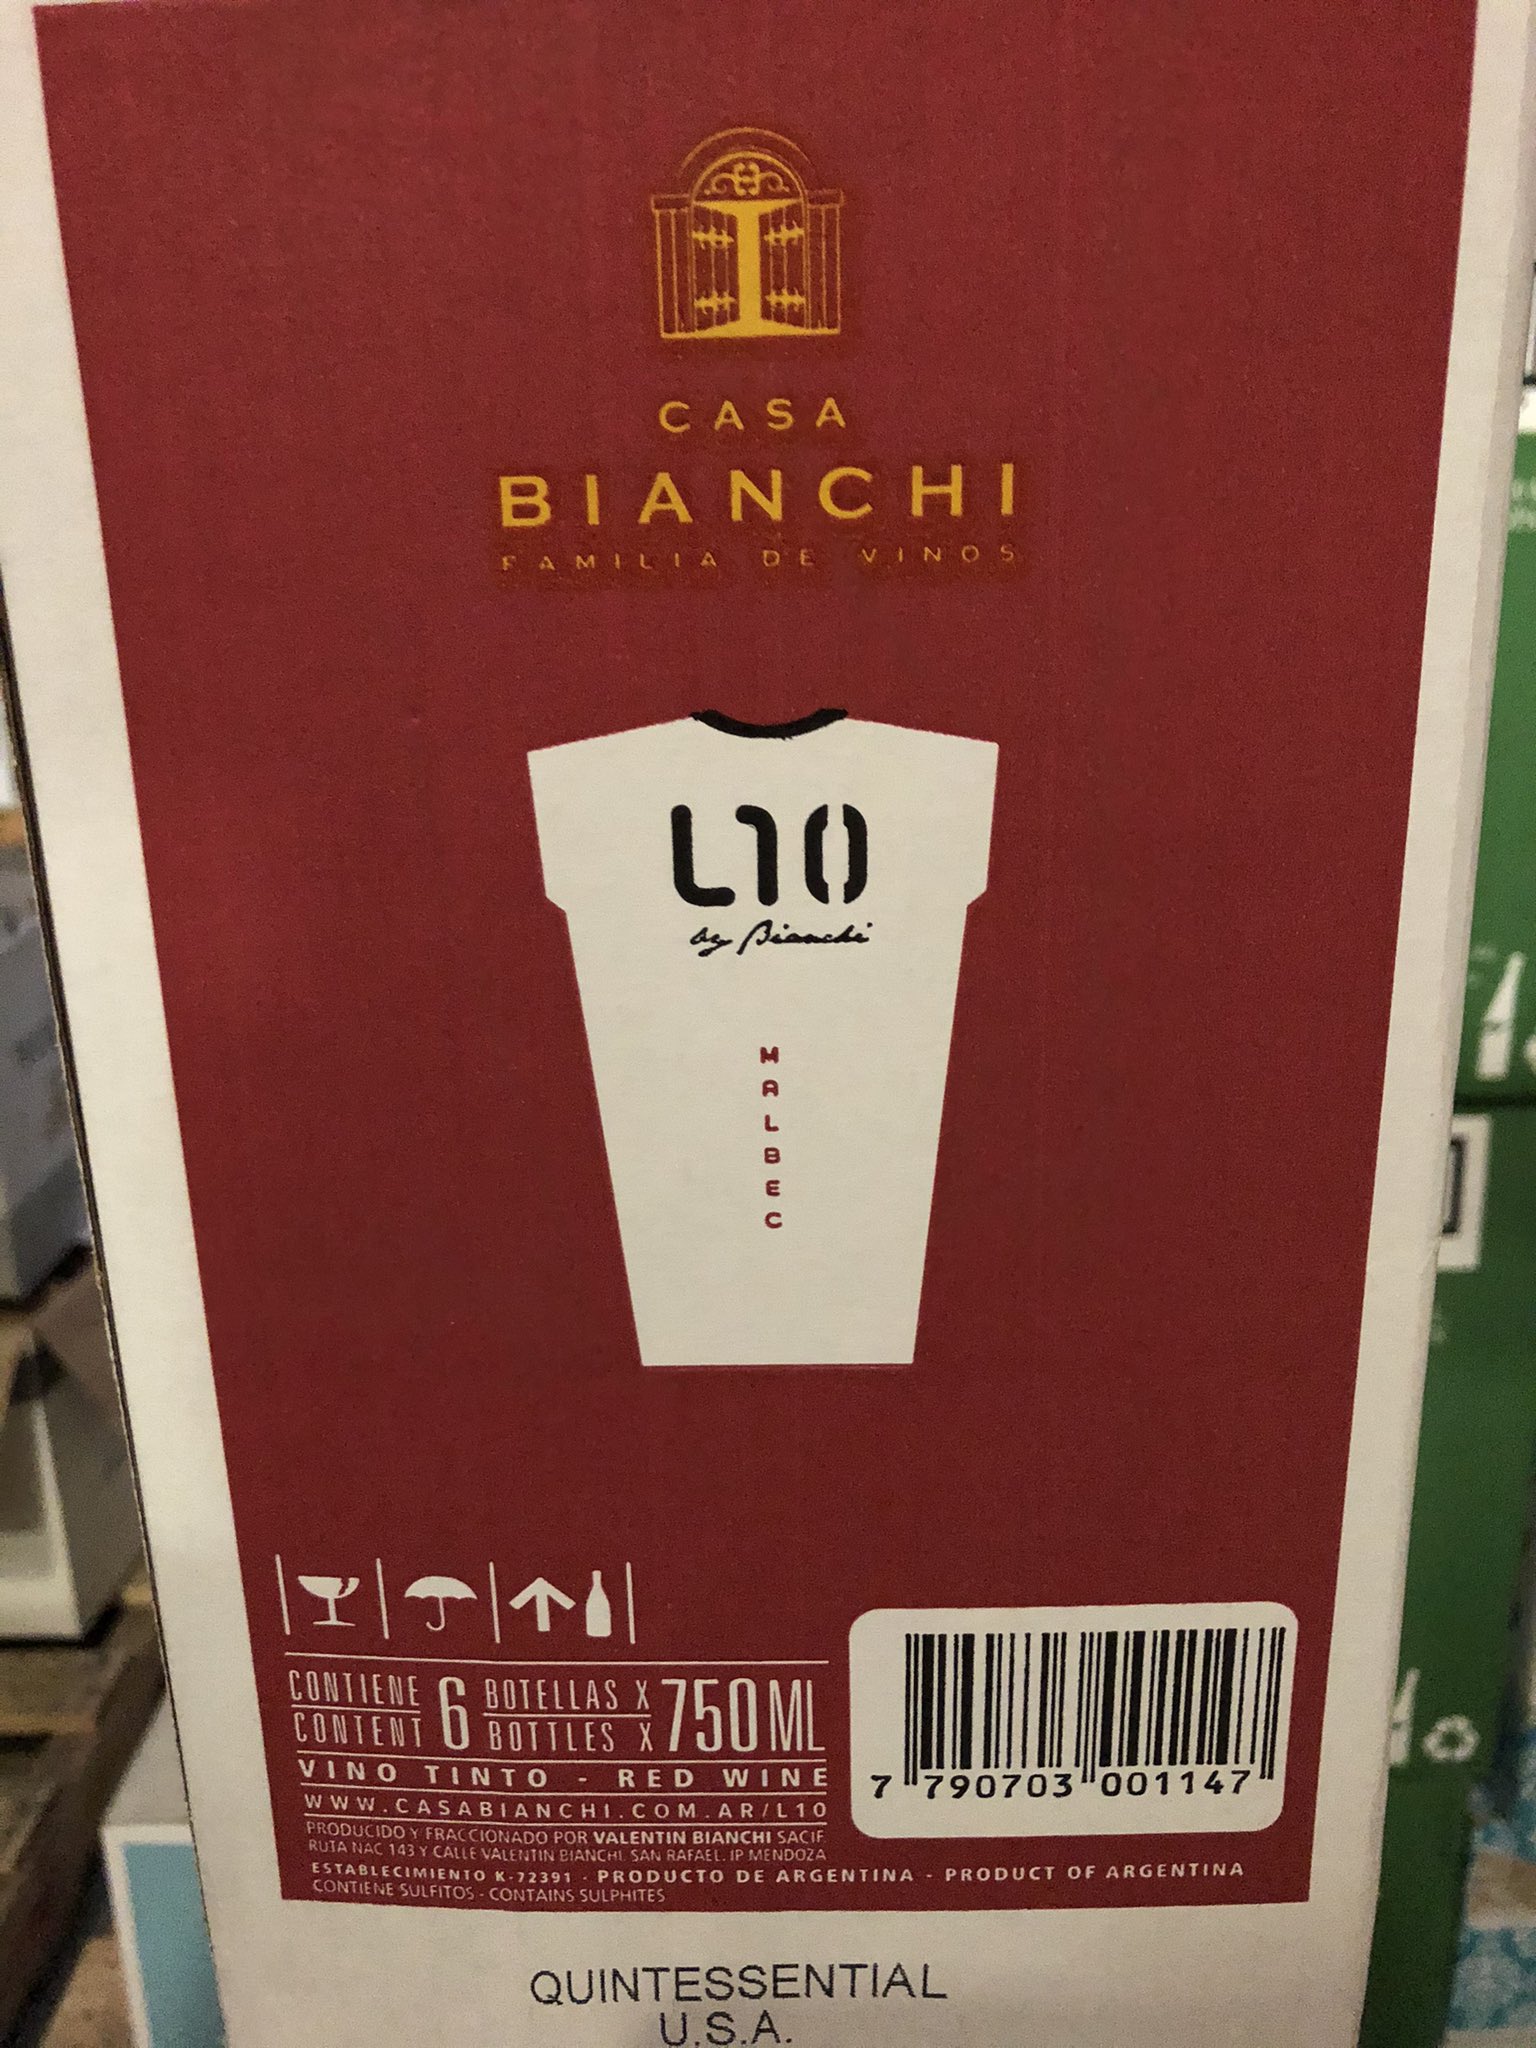 CASA
BIANCHI
FAMILIA DE VINOS
L10
by Bianchi
MALBEC
CONTIENE 6 BOTELLAS X 750ML
CONTENT BOTTLES X
VINO TINTO - RED WINE
WWW.CASABIANCHI.COM.AR/L10
PRODUCIDO Y FRACCIONADO POR VALENTIN BIANCHI SACIF
RUTA NAC 143 Y CALLE VALENTIN BIANCHI. SAN RAFAEL. IP MENDOZA
ESTABLECIMIENTO K-72391 - PRODUCTO DE ARGENTINA - PRODUCT OF ARGENTINA
CONTIENE SULFITOS - CONTAINS SULPHITES
7 790703 001147
QUINTESSENTIAL
U.S.A.